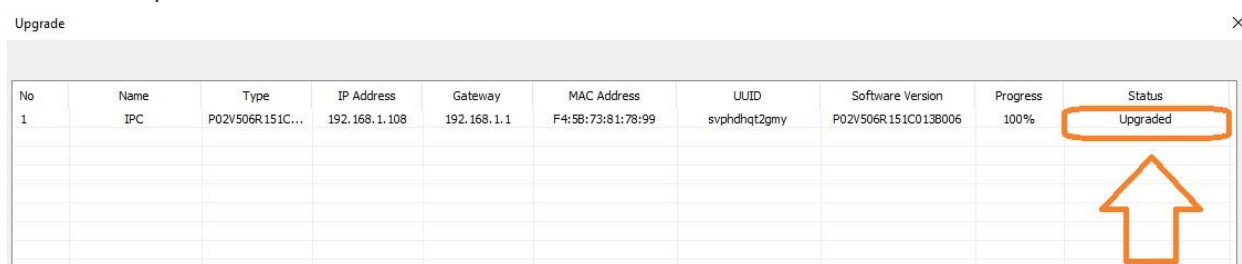 Upgrade
No Name Type IP Address Gateway MAC Address UUID Software Version Progress Status
1 IPC P02V506R151C... 192.168.1.108 192.168.1.1 F4:5B:73:81:78:99 svphdhqt2gmy P02V506R151C013B006 100% Upgraded